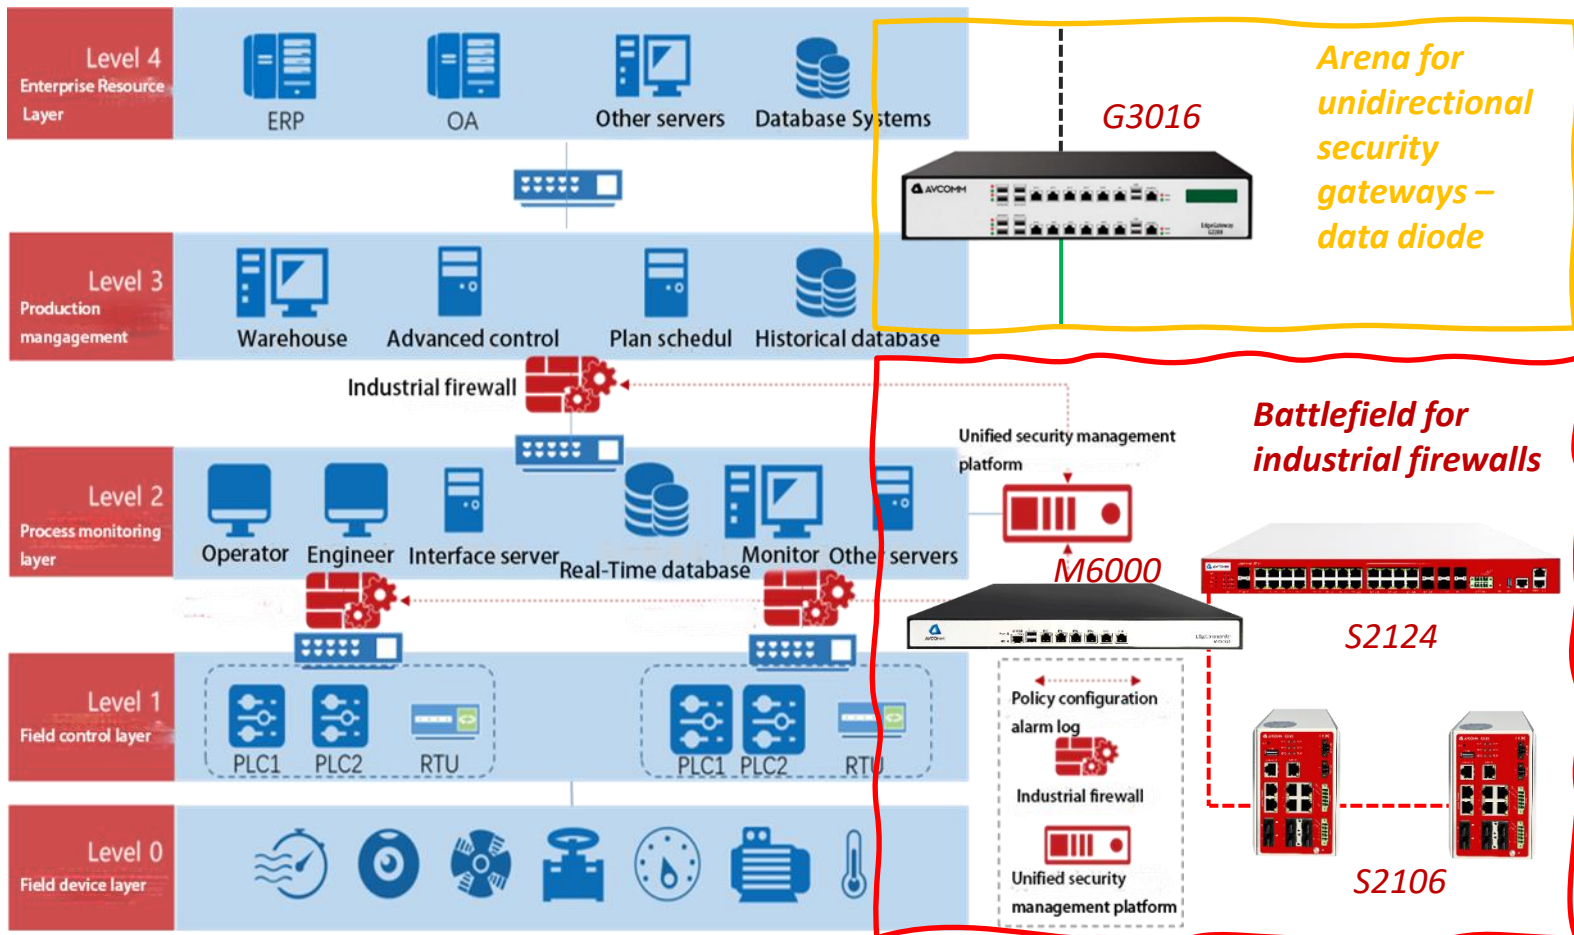 Level 4
Enterprise Resource
Layer
ERP
OA
Other servers
Database Systems
G3016
Arena for
unidirectional
security
gateways –
data diode
AVCOMM
EdgeGateway
Level 3
Production
mangagement
Warehouse
Advanced control
Plan schedul
Historical database
Industrial firewall
Battlefield for
industrial firewalls
Unified security management
platform
Level 2
Process monitoring
layer
Operator
Engineer
Interface server
Real-Time database
Monitor
Other servers
M6000
AVCOMM
S2124
Level 1
Field control layer
PLC1
PLC2
RTU
PLC1
PLC2
RTU
Policy configuration
alarm log
Industrial firewall
Unified security
management platform
Level 0
Field device layer
AVCOMM
AVCOMM
S2106